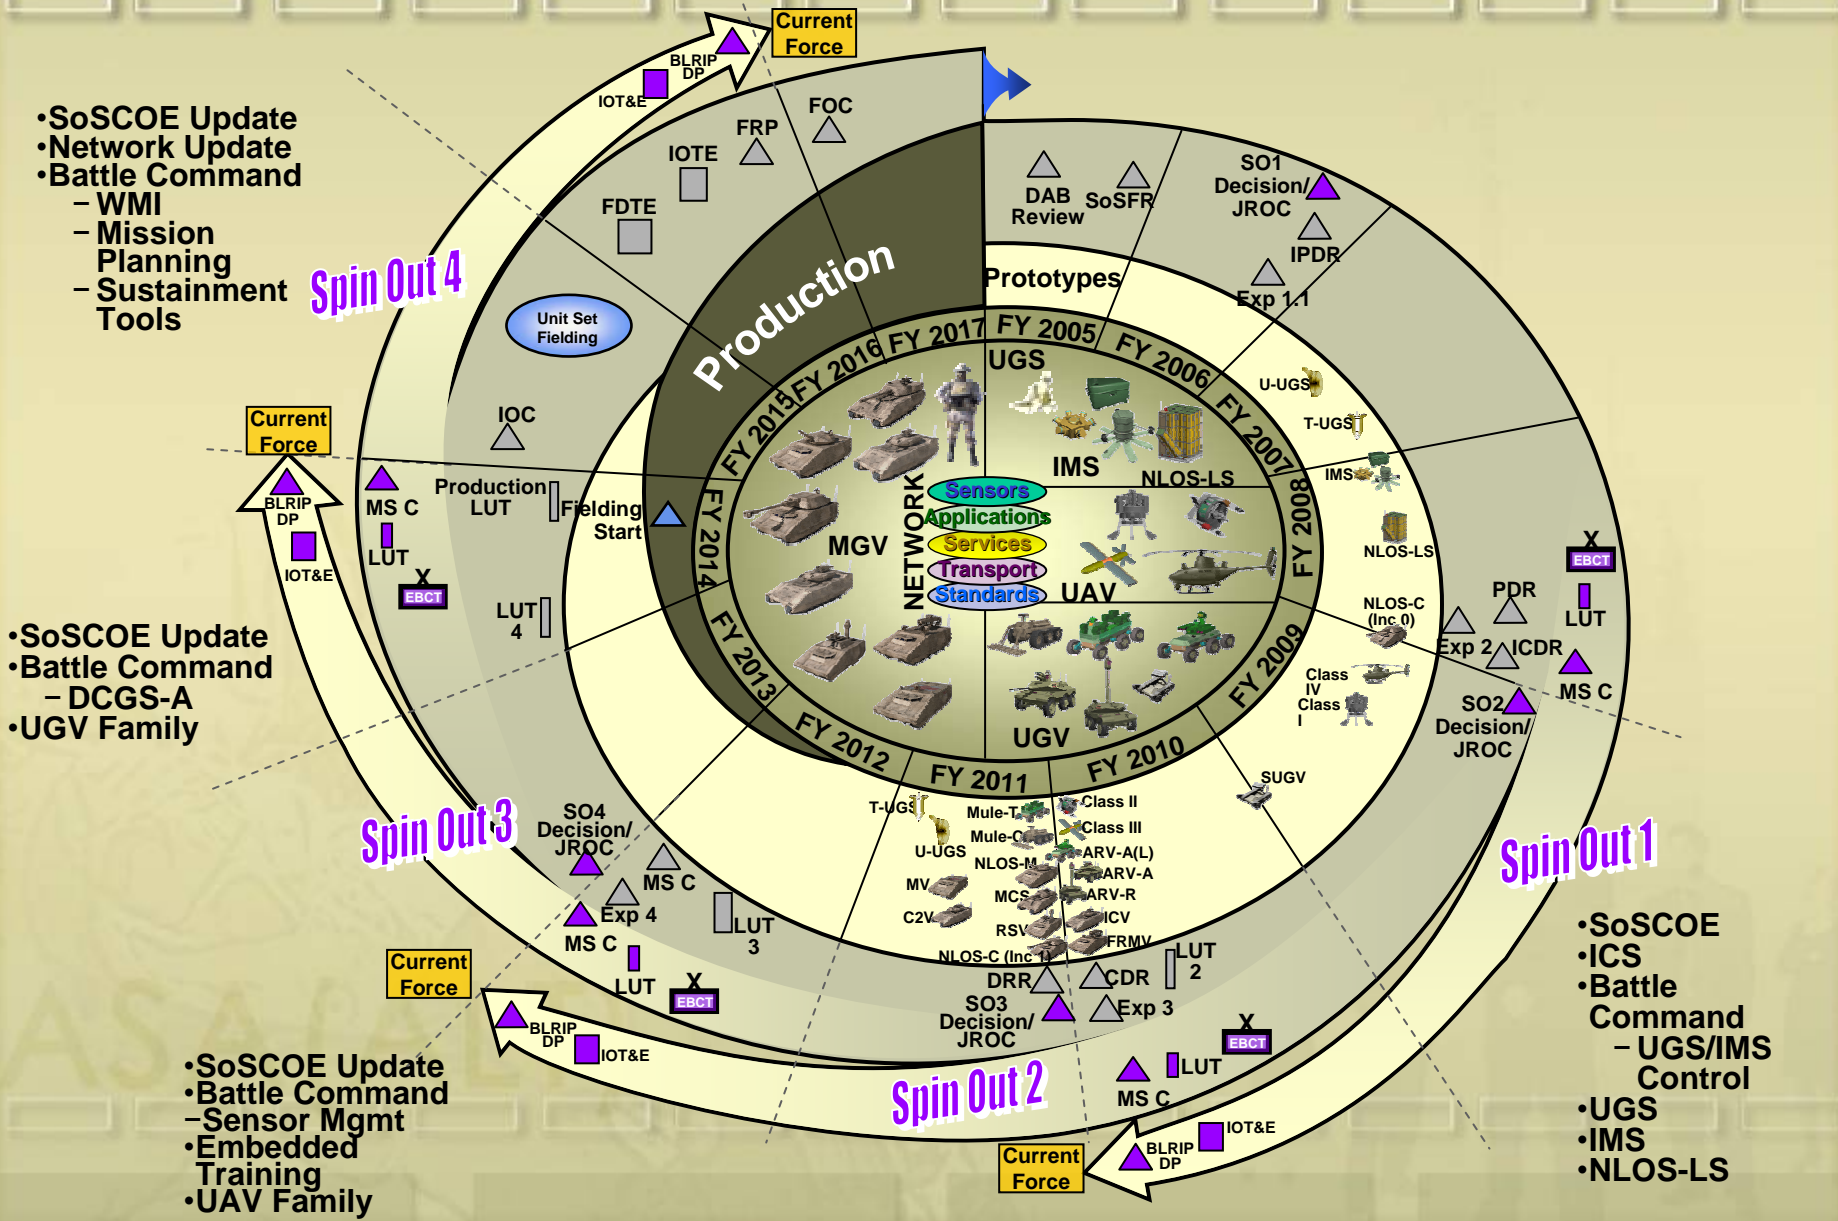 Current
Force
BLRIP
DP
IOT&E
•SoSCOE Update
•Network Update
•Battle Command
– WMI
– Mission
Planning
– Sustainment
Tools
Spin Out 4
FOC
FRP
IOTE
FDTE
Unit Set
Fielding
IOC
Production
DAB
Review
SoSFR
SO1
Decision/
JROC
IPDR
Exp 1.1
Prototypes
FY 2005
FY 2006
FY 2007
FY 2008
FY 2009
FY 2010
FY 2011
FY 2012
FY 2013
FY 2014
FY 2015
FY 2016
FY 2017
UGS
IMS
NLOS-LS
NETWORK
Sensors
Applications
Services
Transport
Standards
MGV
UAV
UGV
U-UGS
T-UGS
IMS
NLOS-LS
NLOS-C
(Inc 0)
Class
IV
Class
I
SUGV
X
EBCT
LUT
PDR
Exp 2
ICDR
MS C
SO2
Decision/
JROC
Spin Out 1
•SoSCOE
•ICS
•Battle
Command
– UGS/IMS
Control
•UGS
•IMS
•NLOS-LS
Current
Force
BLRIP
DP
IOT&E
MS C
LUT
X
EBCT
Production
LUT
Fielding
Start
LUT
4
•SoSCOE Update
•Battle Command
– DCGS-A
•UGV Family
Spin Out 3
SO4
Decision/
JROC
MS C
Exp 4
MS C
LUT
3
LUT
X
EBCT
T-UGS
U-UGS
MV
C2V
Mule-T
Mule-C
NLOS-M
MCS
RSV
NLOS-C (Inc 1)
Class II
Class III
ARV-A(L)
ARV-A
ARV-R
ICV
FRMV
DRR
CDR
LUT
2
SO3
Decision/
JROC
Exp 3
X
EBCT
LUT
MS C
Current
Force
BLRIP
DP
IOT&E
Spin Out 2
•SoSCOE Update
•Battle Command
–Sensor Mgmt
•Embedded
Training
•UAV Family
Current
Force
BLRIP
DP
IOT&E